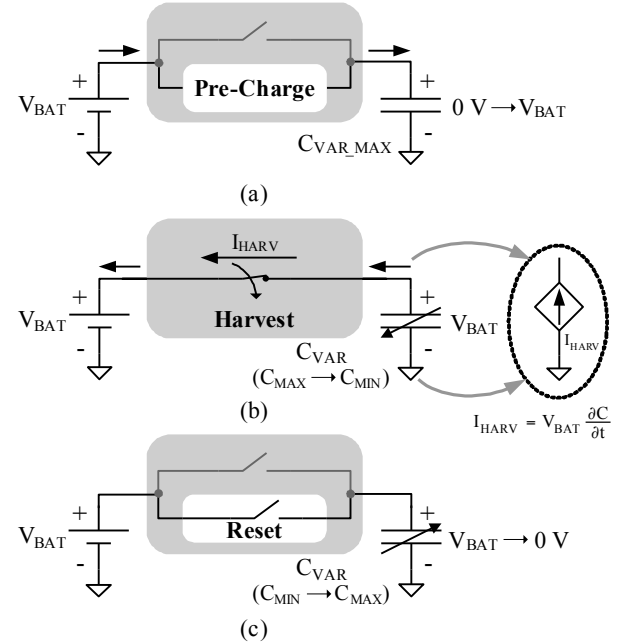 V_BAT + - Pre-Charge + - 0 V → V_BAT
C_VAR_MAX
(a)
I_HARV
V_BAT + - Harvest + - V_BAT I_HARV
C_VAR
(C_MAX → C_MIN)
(b)
I_HARV = V_BAT ∂C/∂t
V_BAT + - Reset + - V_BAT → 0 V
C_VAR
(C_MIN → C_MAX)
(c)